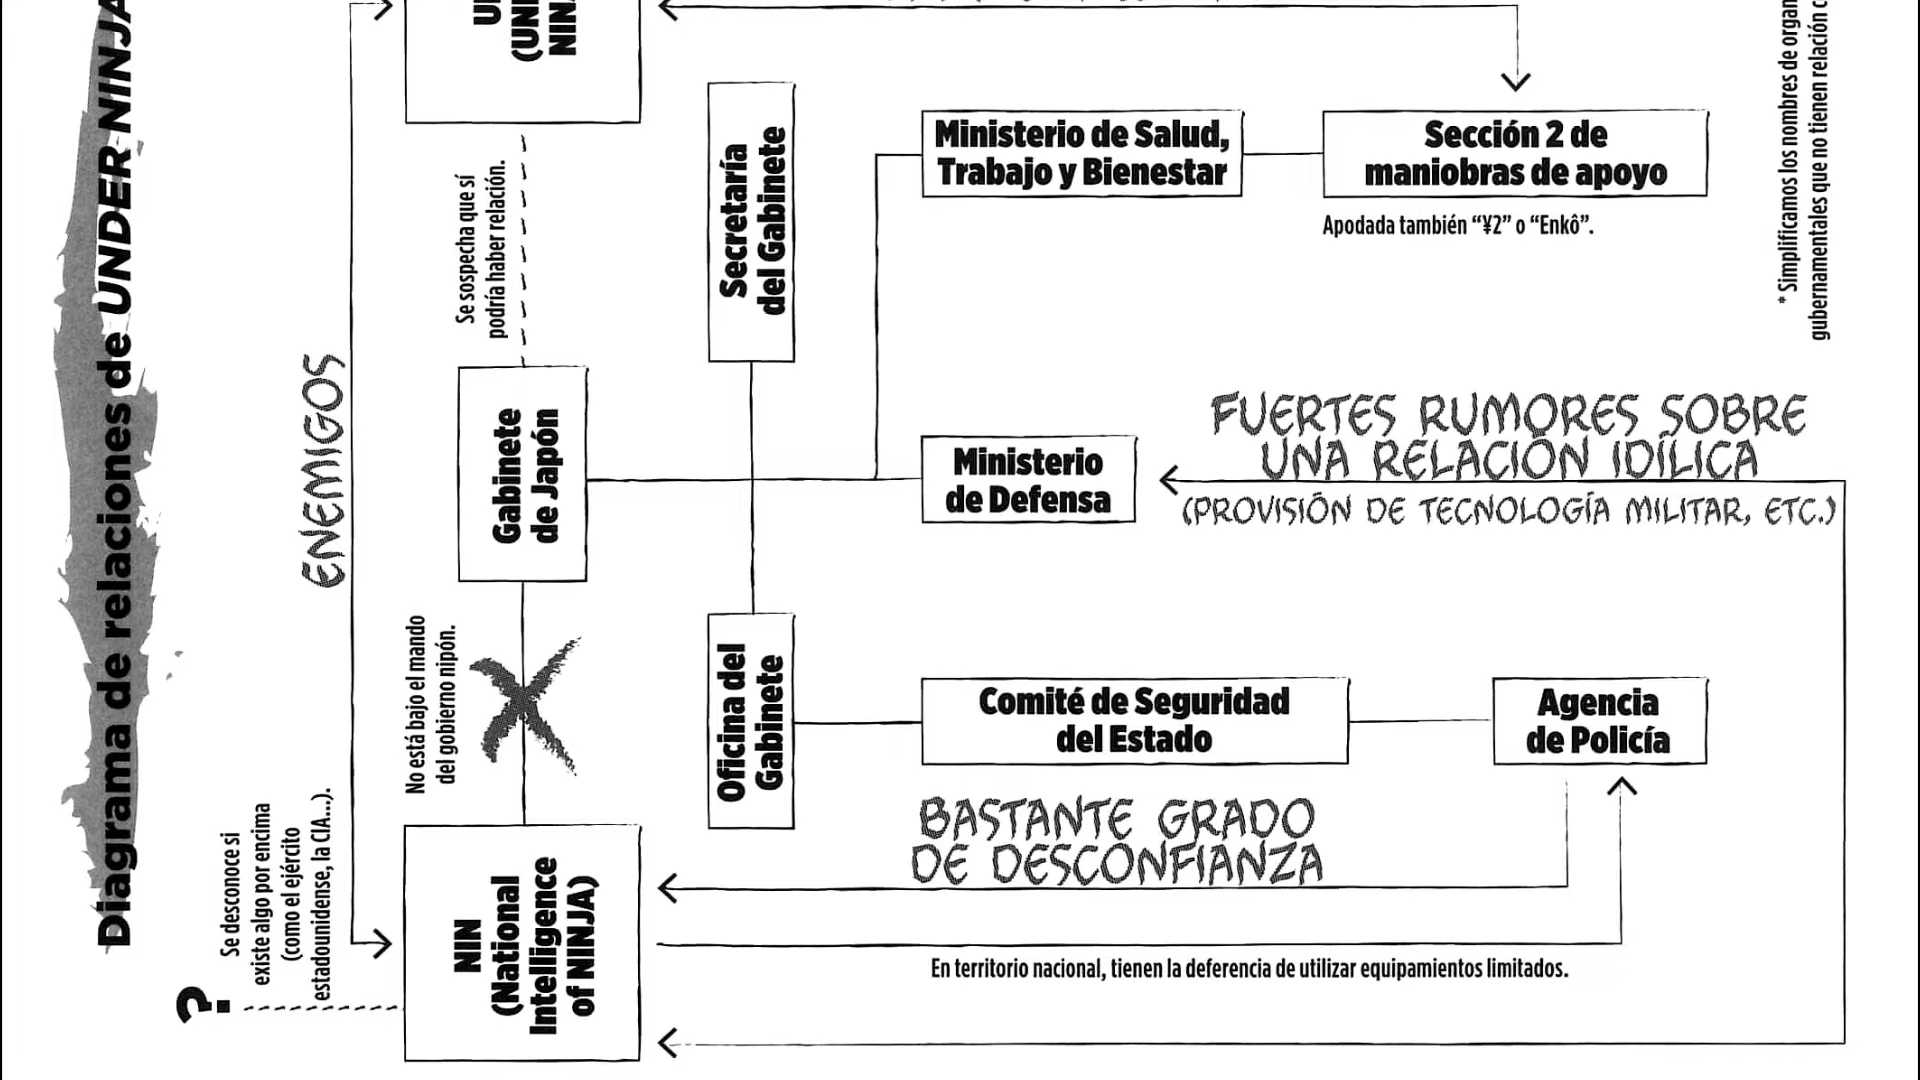 Diagrama de relaciones de UNDER NINJA
ENEMIGOS
Se desconoce si
existe algo por encima
(como el ejército
estadounidense, la CIA...).
?
No está bajo el mando
del gobierno nipón.
Se sospecha que sí
podría haber relación.
NIN
(National
Intelligence
of NINJA)
Gabinete
de Japón
Secretaría
del Gabinete
Oficina del
Gabinete
Ministerio de Salud,
Trabajo y Bienestar
Sección 2 de
maniobras de apoyo
Apodada también “¥2” o “Enkô”.
Ministerio
de Defensa
FUERTES RUMORES SOBRE
UNA RELACIÓN IDÍLICA
(PROVISIÓN DE TECNOLOGÍA MILITAR, ETC.)
Comité de Seguridad
del Estado
Agencia
de Policía
BASTANTE GRADO
DE DESCONFIANZA
En territorio nacional, tienen la deferencia de utilizar equipamientos limitados.
* Simplificamos los nombres de
gubernamentales que no tienen relación